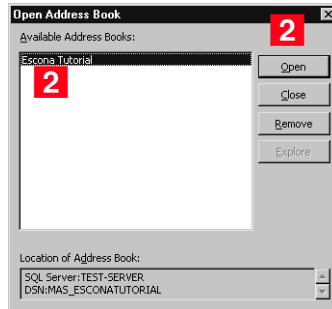 Open Address Book
2
Available Address Books:
Escona Tutorial
2
Open
Close
Remove
Explore
Location of Address Book:
SQL Server:TEST-SERVER
DSN:MAS_ESCONATUTORIAL